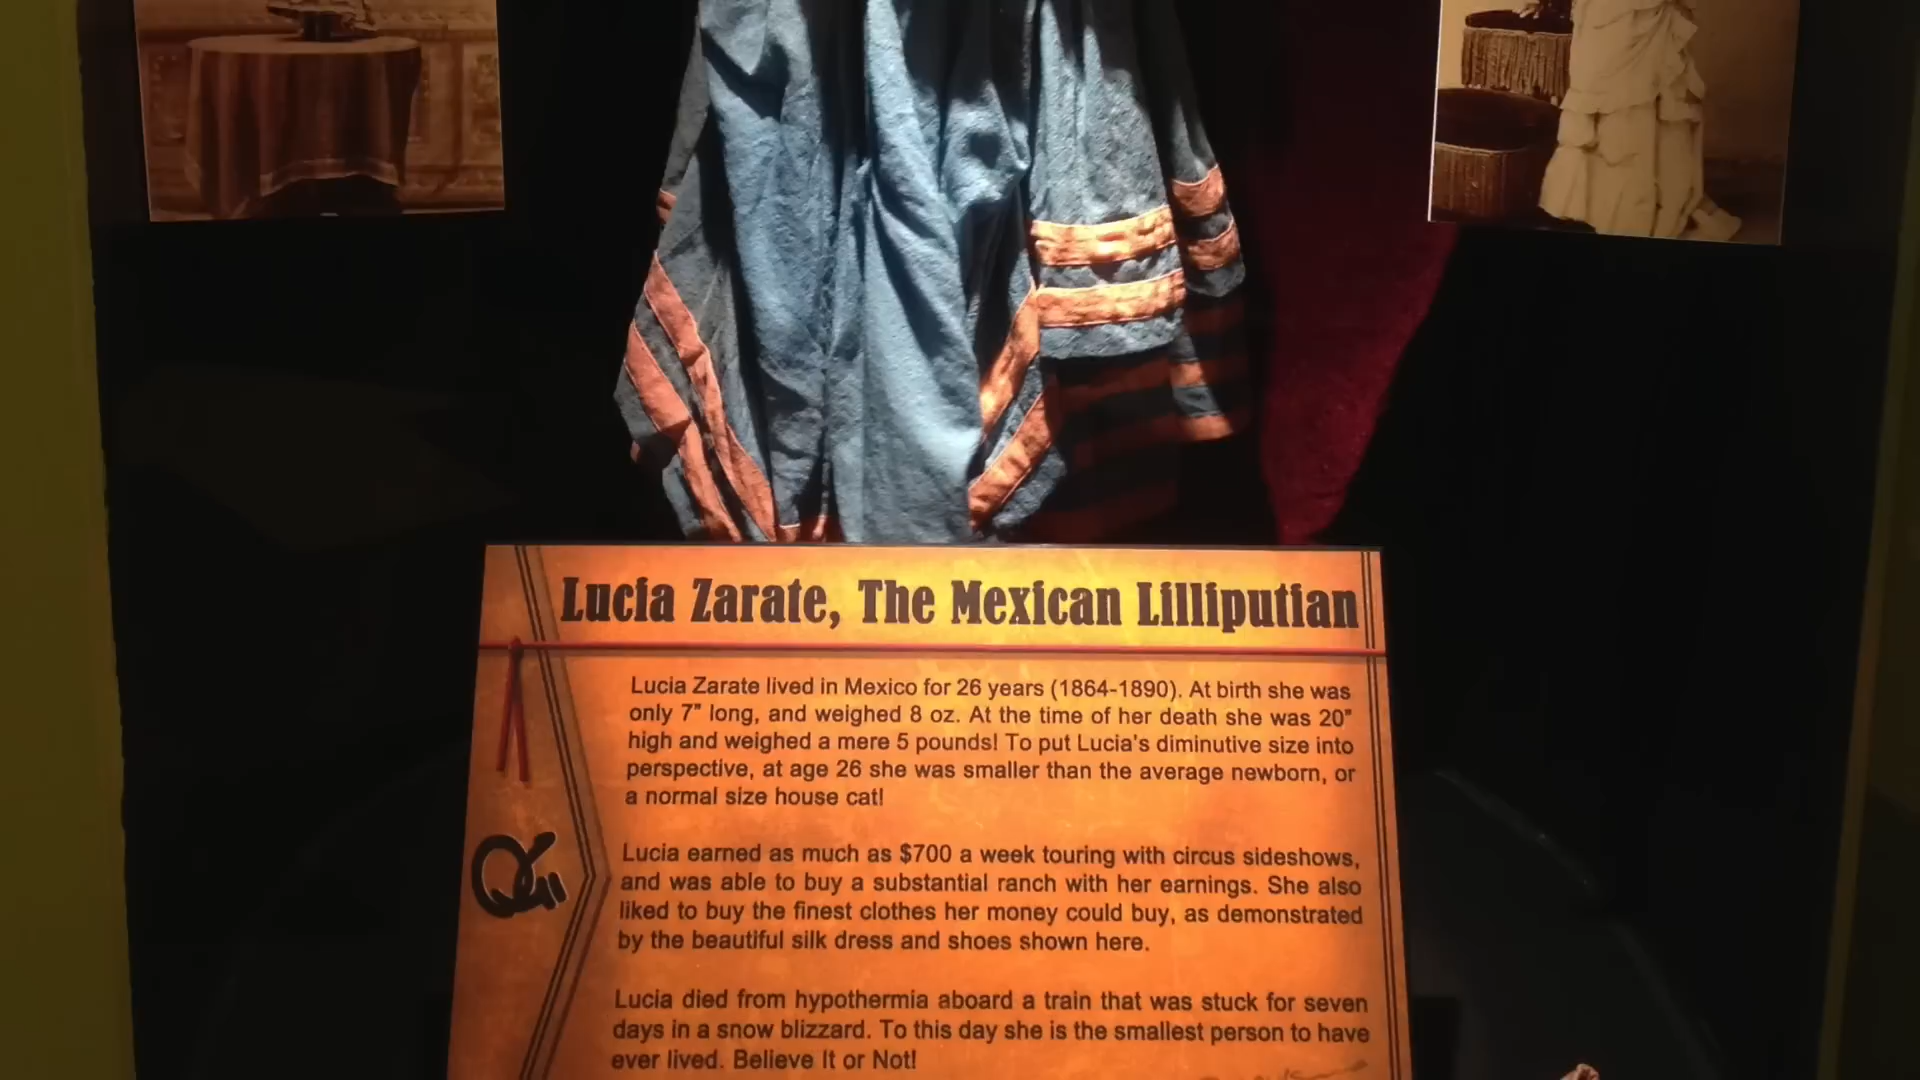 Lucia Zarate, The Mexican Lilliputian
Lucia Zarate lived in Mexico for 26 years (1864-1890). At birth she was
only 7" long, and weighed 8 oz. At the time of her death she was 20"
high and weighed a mere 5 pounds! To put Lucia's diminutive size into
perspective, at age 26 she was smaller than the average newborn, or
a normal size house cat!
Lucia earned as much as $700 a week touring with circus sideshows,
and was able to buy a substantial ranch with her earnings. She also
liked to buy the finest clothes her money could buy, as demonstrated
by the beautiful silk dress and shoes shown here.
Lucia died from hypothermia aboard a train that was stuck for seven
days in a snow blizzard. To this day she is the smallest person to have
ever lived. Believe It or Not!